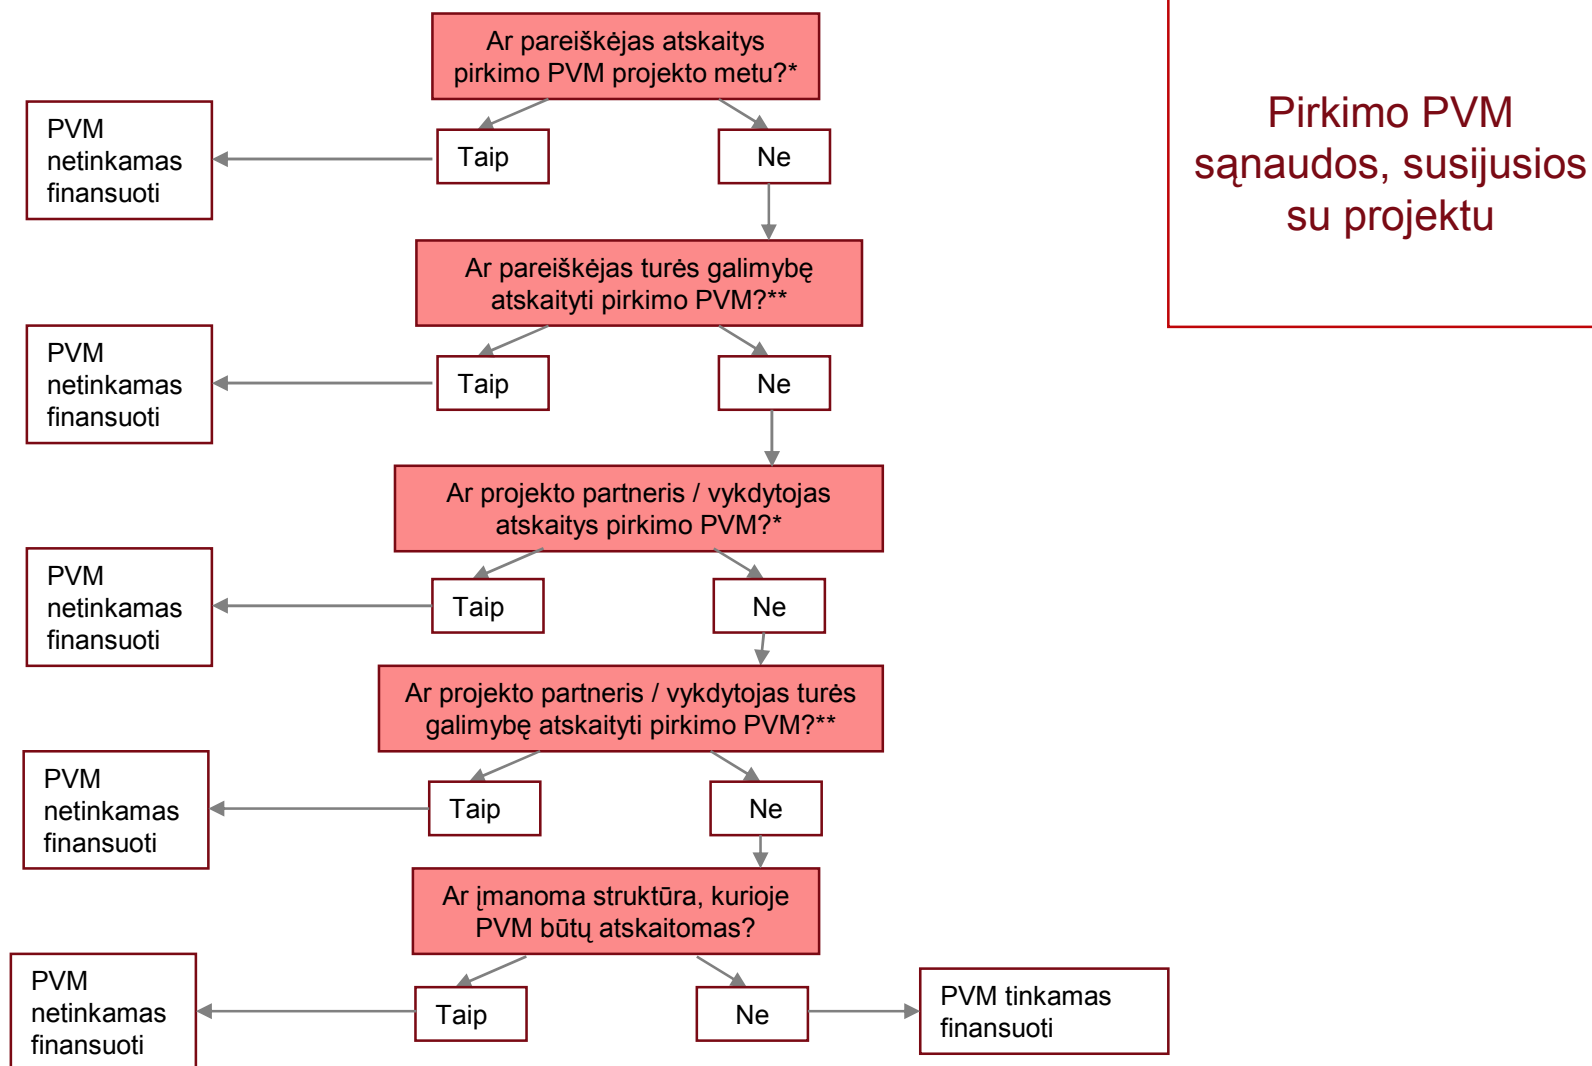 Pirkimo PVM
sąnaudos, susijusios
su projektu
Ar pareiškėjas atskaitys
pirkimo PVM projekto metu?*
Taip
Ne
PVM
netinkamas
finansuoti
Ar pareiškėjas turės galimybę
atskaityti pirkimo PVM?**
Taip
Ne
PVM
netinkamas
finansuoti
Ar projekto partneris / vykdytojas
atskaitys pirkimo PVM?*
Taip
Ne
PVM
netinkamas
finansuoti
Ar projekto partneris / vykdytojas turės
galimybę atskaityti pirkimo PVM?**
Taip
Ne
PVM
netinkamas
finansuoti
Ar įmanoma struktūra, kurioje
PVM būtų atskaitomas?
Taip
Ne
PVM
netinkamas
finansuoti
PVM tinkamas
finansuoti